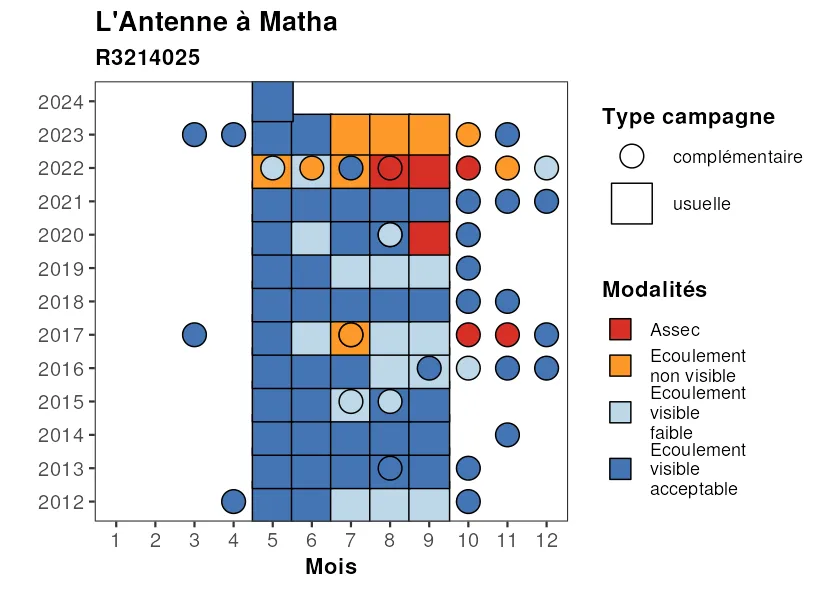 L'Antenne à Matha
R3214025
2024
2023
2022
2021
2020
2019
2018
2017
2016
2015
2014
2013
2012
1 2 3 4 5 6 7 8 9 10 11 12
Mois
Type campagne
complémentaire
usuelle
Modalités
Assec
Ecoulement
non visible
Ecoulement
visible
faible
Ecoulement
visible
acceptable